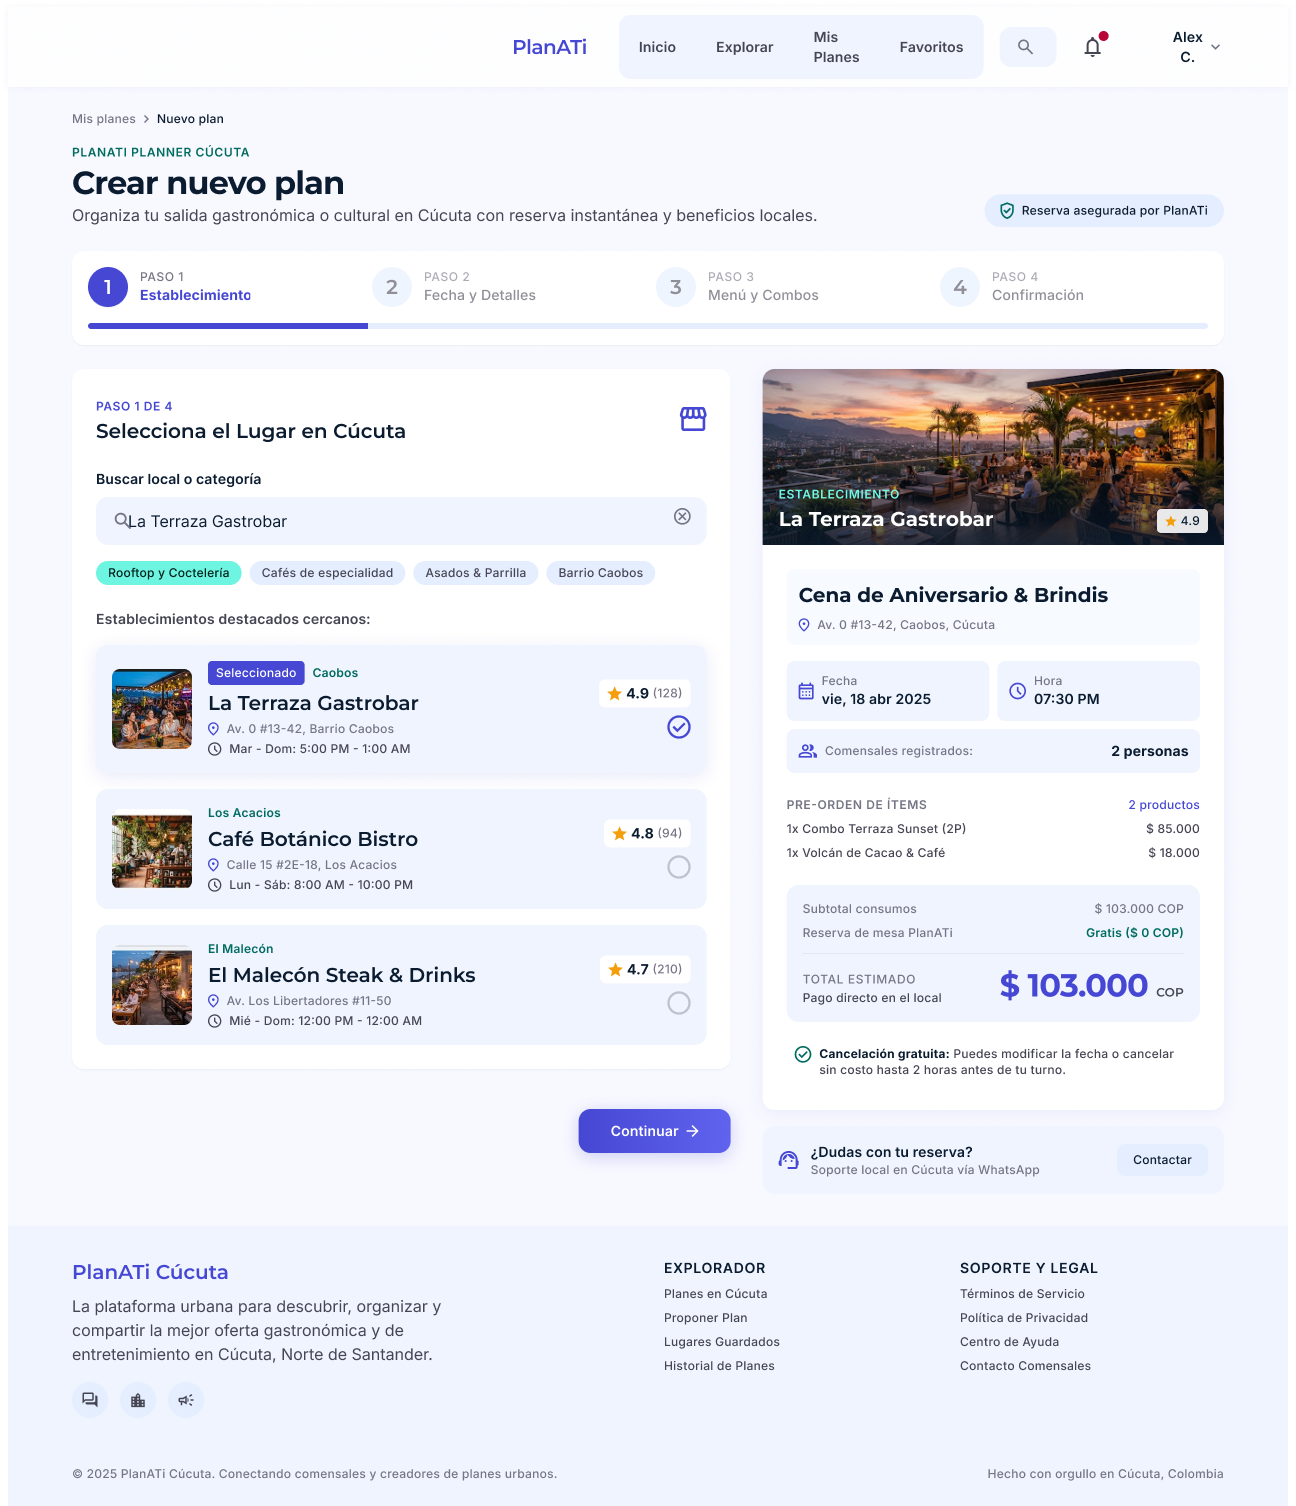 PlanATi
Inicio
Explorar
Mis
Planes
Favoritos
Alex
C.
Mis planes
Nuevo plan
PLANATI PLANNER CÚCUTA
Crear nuevo plan
Organiza tu salida gastronómica o cultural en Cúcuta con reserva instantánea y beneficios locales.
Reserva asegurada por PlanATi
1
PASO 1
Establecimiento
2
PASO 2
Fecha y Detalles
3
PASO 3
Menú y Combos
4
PASO 4
Confirmación
PASO 1 DE 4
Selecciona el Lugar en Cúcuta
Buscar local o categoría
La Terraza Gastrobar
Rooftop y Coctelería
Cafés de especialidad
Asados & Parrilla
Barrio Caobos
Establecimientos destacados cercanos:
Seleccionado
Caobos
La Terraza Gastrobar
Av. 0 #13-42, Barrio Caobos
Mar - Dom: 5:00 PM - 1:00 AM
4.9 (128)
Los Acacios
Café Botánico Bistro
Calle 15 #2E-18, Los Acacios
Lun - Sáb: 8:00 AM - 10:00 PM
4.8 (94)
El Malecón
El Malecón Steak & Drinks
Av. Los Libertadores #11-50
Mié - Dom: 12:00 PM - 12:00 AM
4.7 (210)
Continuar
ESTABLECIMIENTO
La Terraza Gastrobar
4.9
Cena de Aniversario & Brindis
Av. 0 #13-42, Caobos, Cúcuta
Fecha
vie, 18 abr 2025
Hora
07:30 PM
Comensales registrados:
2 personas
PRE-ORDEN DE ÍTEMS
2 productos
1x Combo Terraza Sunset (2P)
$ 85.000
1x Volcán de Cacao & Café
$ 18.000
Subtotal consumos
$ 103.000 COP
Reserva de mesa PlanATi
Gratis ($ 0 COP)
TOTAL ESTIMADO
Pago directo en el local
$ 103.000 COP
Cancelación gratuita: Puedes modificar la fecha o cancelar
sin costo hasta 2 horas antes de tu turno.
¿Dudas con tu reserva?
Soporte local en Cúcuta vía WhatsApp
Contactar
PlanATi Cúcuta
La plataforma urbana para descubrir, organizar y
compartir la mejor oferta gastronómica y de
entretenimiento en Cúcuta, Norte de Santander.
EXPLORADOR
Planes en Cúcuta
Proponer Plan
Lugares Guardados
Historial de Planes
SOPORTE Y LEGAL
Términos de Servicio
Política de Privacidad
Centro de Ayuda
Contacto Comensales
© 2025 PlanATi Cúcuta. Conectando comensales y creadores de planes urbanos.
Hecho con orgullo en Cúcuta, Colombia